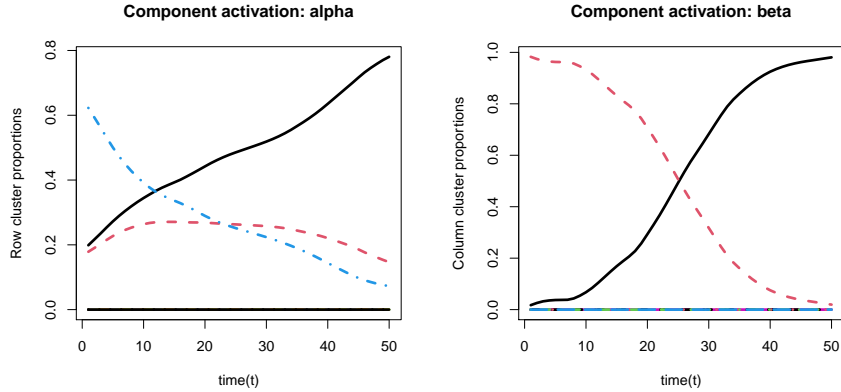 Component activation: alpha
Row cluster proportions
0.0 0.2 0.4 0.6 0.8
0 10 20 30 40 50
time(t)
Component activation: beta
Column cluster proportions
0.0 0.2 0.4 0.6 0.8 1.0
0 10 20 30 40 50
time(t)